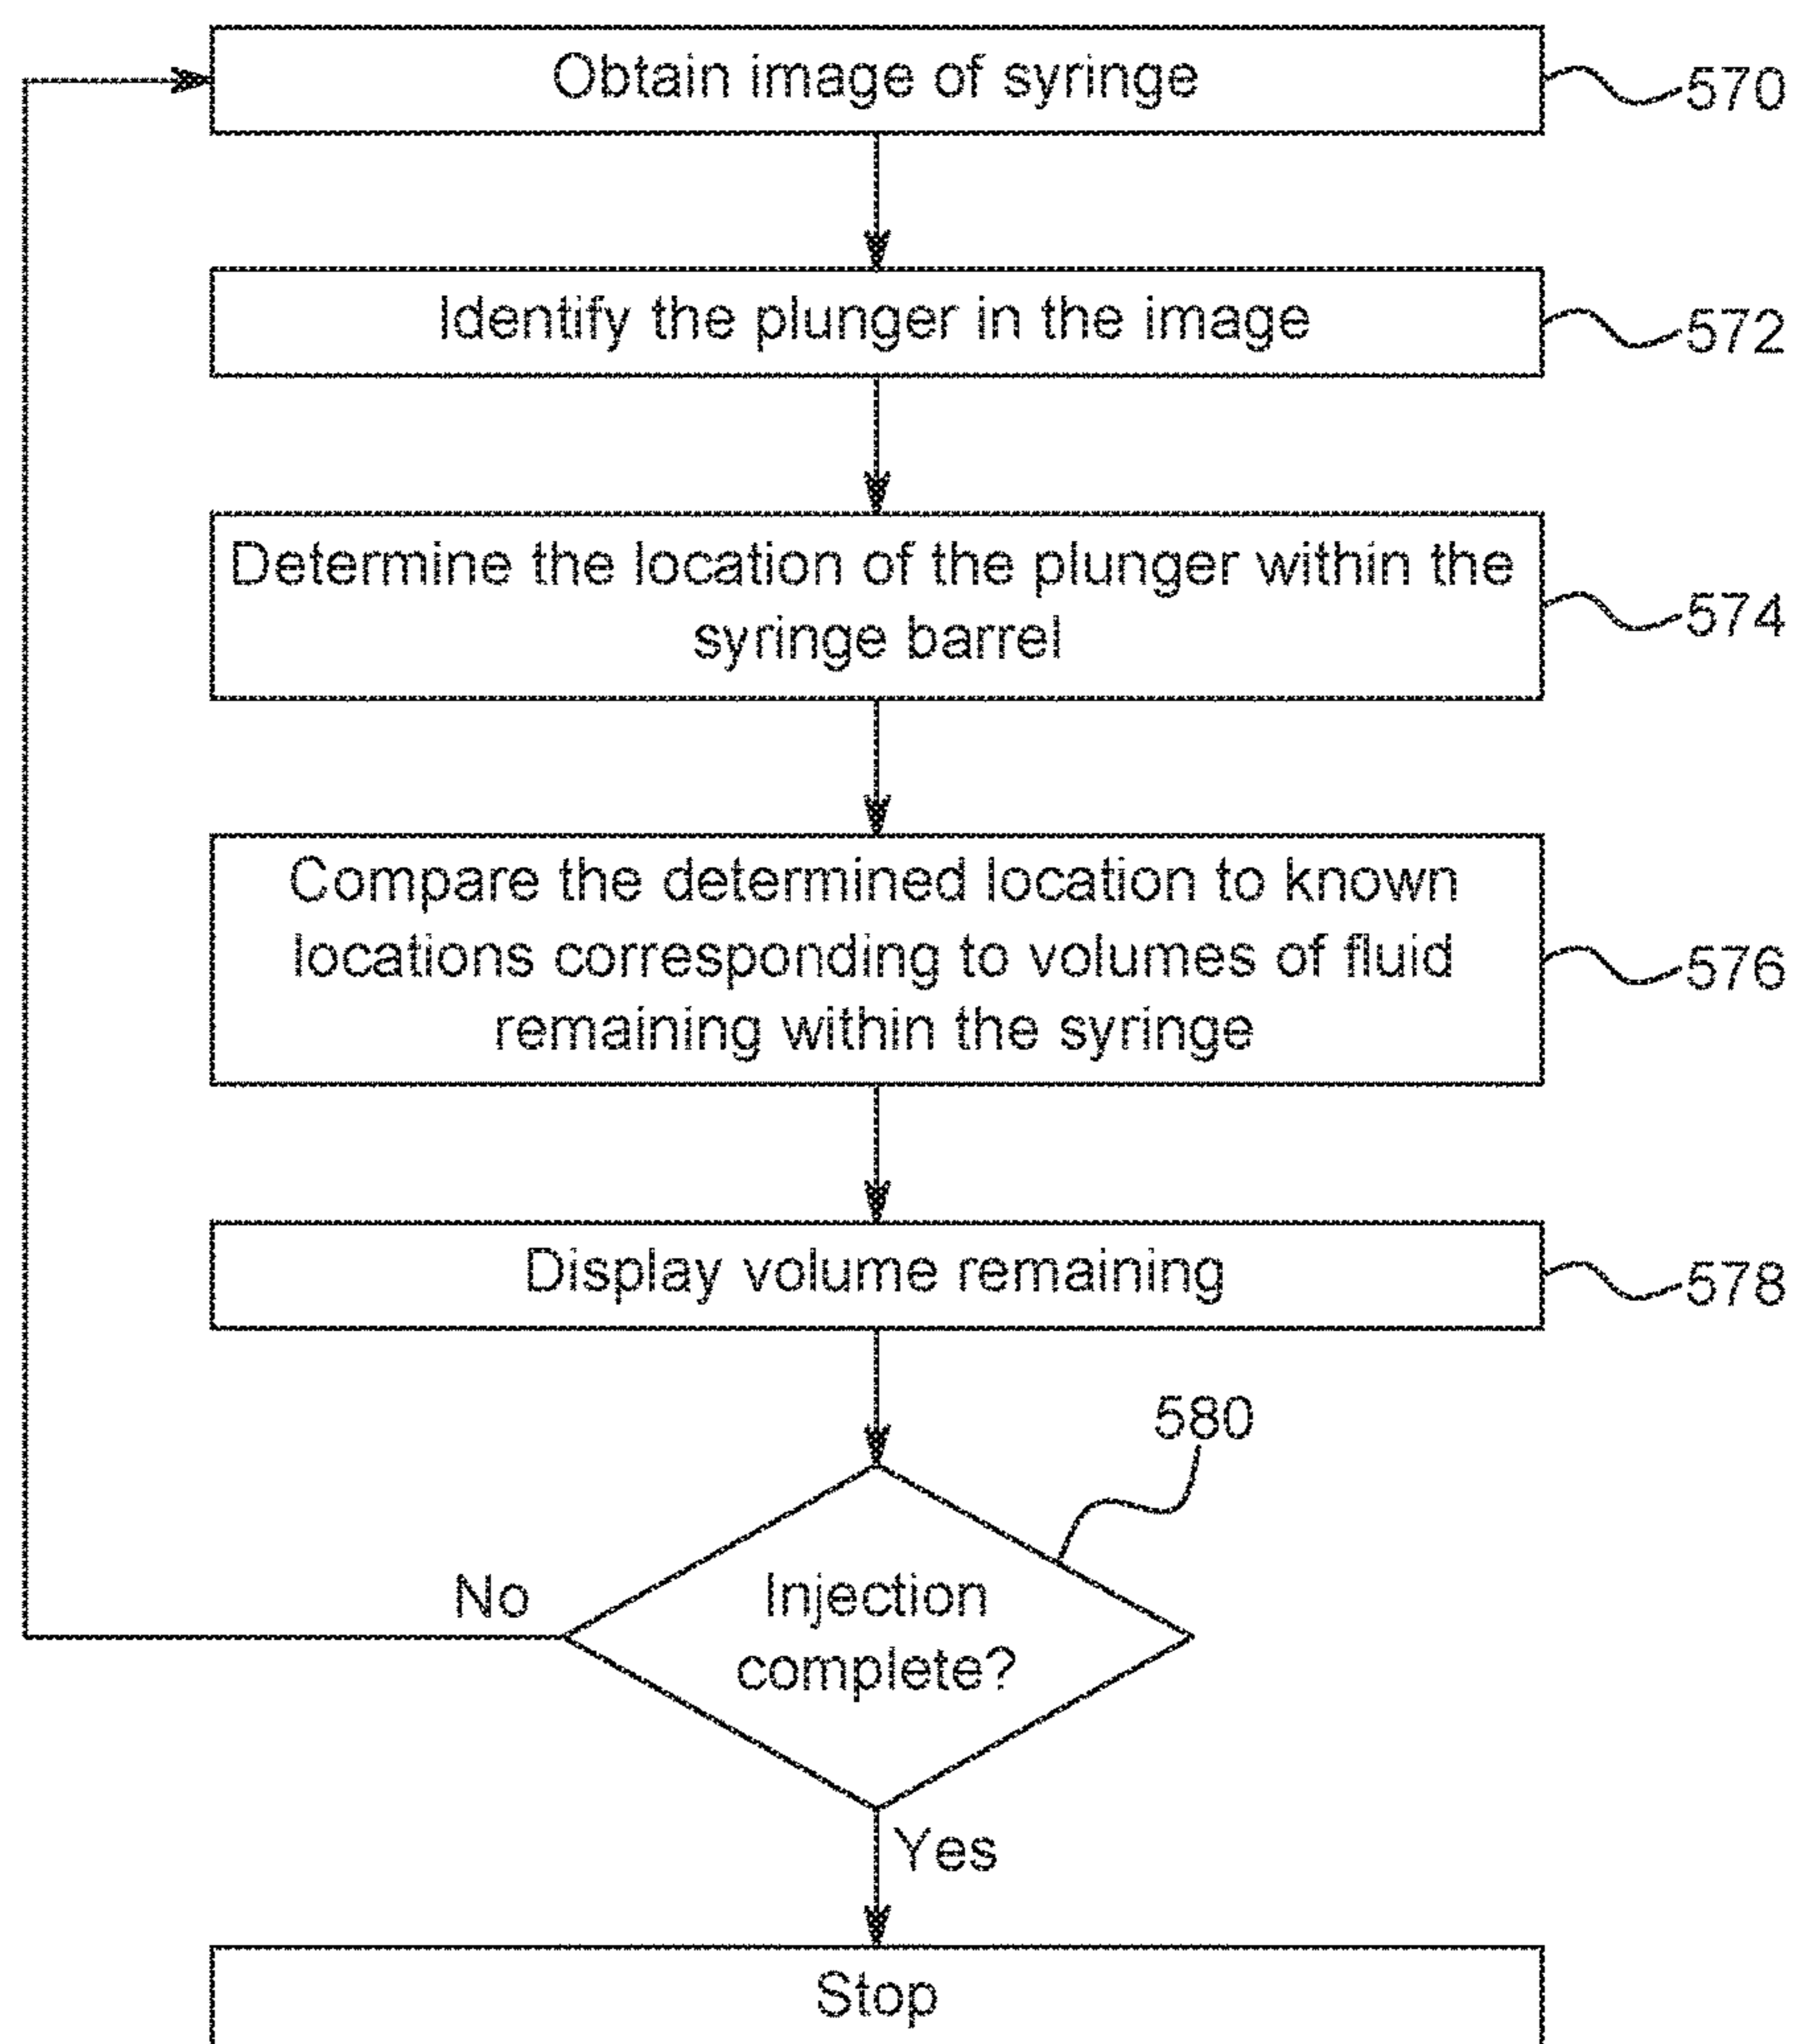 Obtain image of syringe
570
Identify the plunger in the image
572
Determine the location of the plunger within the
syringe barrel
574
Compare the determined location to known
locations corresponding to volumes of fluid
remaining within the syringe
576
Display volume remaining
578
580
Injection
complete?
No
Yes
Stop